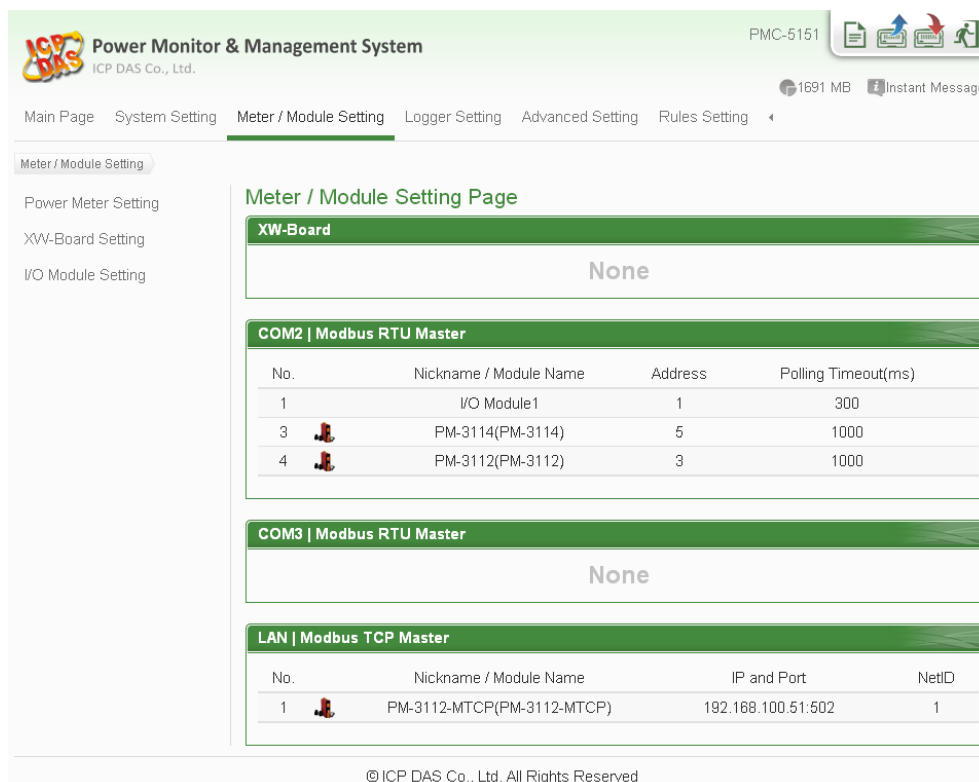 ICP DAS
Power Monitor & Management System
ICP DAS Co., Ltd.
PMC-5151
1691 MB Instant Messag
Main Page System Setting Meter / Module Setting Logger Setting Advanced Setting Rules Setting
Meter / Module Setting
Power Meter Setting
XW-Board Setting
I/O Module Setting
Meter / Module Setting Page
XW-Board
None
COM2 | Modbus RTU Master
No. Nickname / Module Name Address Polling Timeout(ms)
1 I/O Module1 1 300
3 PM-3114(PM-3114) 5 1000
4 PM-3112(PM-3112) 3 1000
COM3 | Modbus RTU Master
None
LAN | Modbus TCP Master
No. Nickname / Module Name IP and Port NetID
1 PM-3112-MTCP(PM-3112-MTCP) 192.168.100.51:502 1
© ICP DAS Co., Ltd. All Rights Reserved